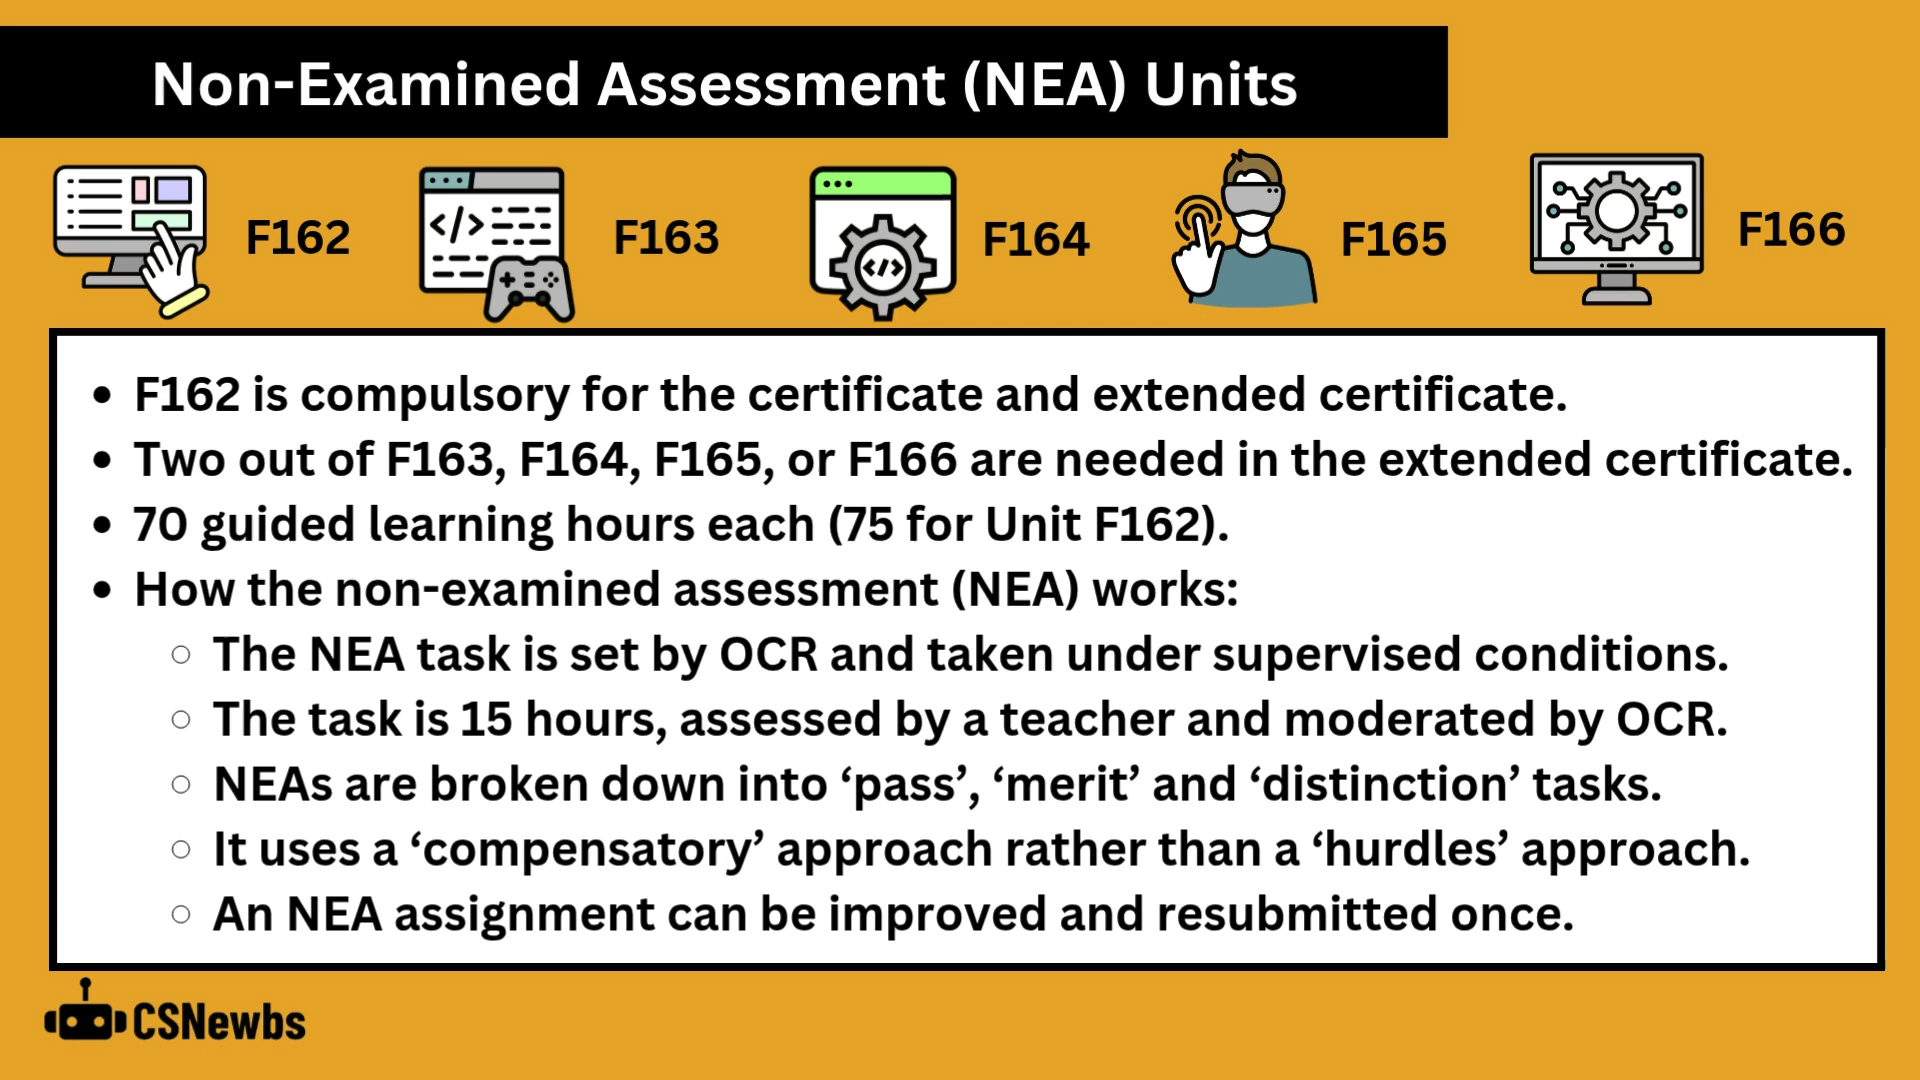 Non-Examined Assessment (NEA) Units
F162
F163
F164
F165
F166
• F162 is compulsory for the certificate and extended certificate.
• Two out of F163, F164, F165, or F166 are needed in the extended certificate.
• 70 guided learning hours each (75 for Unit F162).
• How the non-examined assessment (NEA) works:
○ The NEA task is set by OCR and taken under supervised conditions.
○ The task is 15 hours, assessed by a teacher and moderated by OCR.
○ NEAs are broken down into ‘pass’, ‘merit’ and ‘distinction’ tasks.
○ It uses a ‘compensatory’ approach rather than a ‘hurdles’ approach.
○ An NEA assignment can be improved and resubmitted once.
CSNewbs